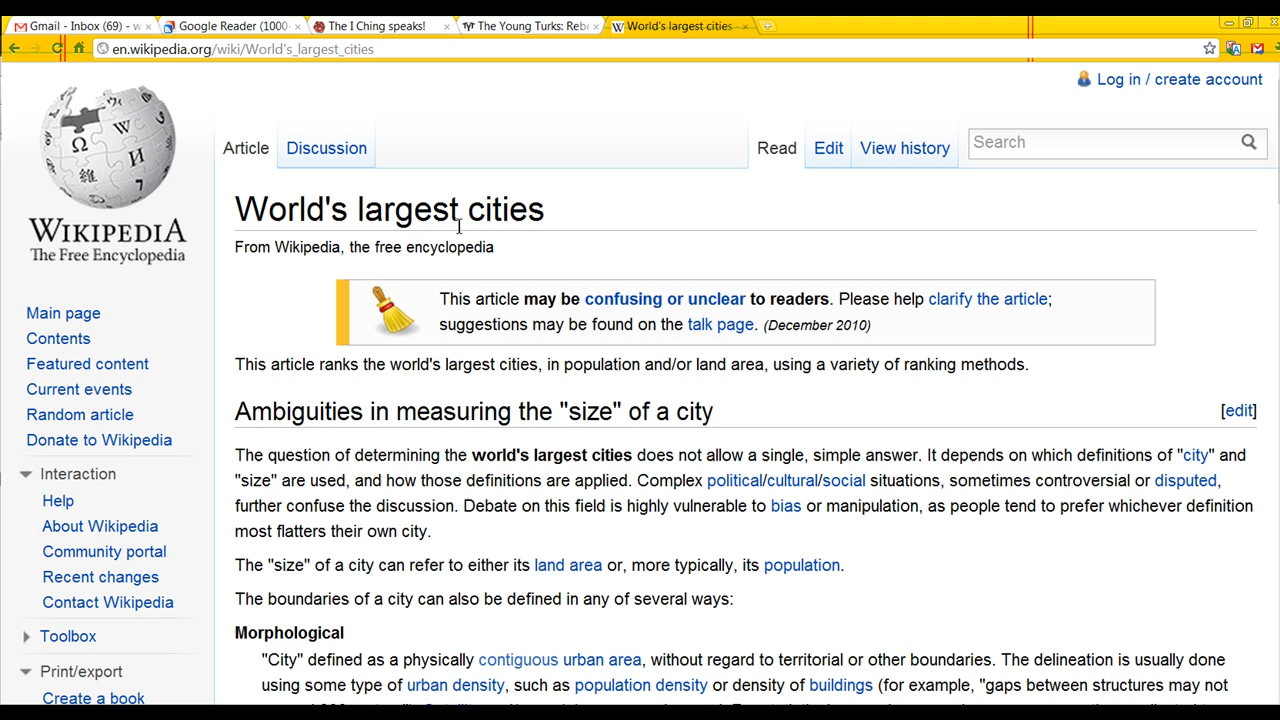 Gmail - Inbox (69) - w
Google Reader (1000
The I Ching speaks!
The Young Turks: Rebe
World's largest cities
en.wikipedia.org/wiki/World's_largest_cities
Log in / create account
Article
Discussion
Read
Edit
View history
Search
WIKIPEDIA
The Free Encyclopedia
World's largest cities
From Wikipedia, the free encyclopedia
This article may be confusing or unclear to readers. Please help clarify the article;
suggestions may be found on the talk page. (December 2010)
This article ranks the world's largest cities, in population and/or land area, using a variety of ranking methods.
Ambiguities in measuring the "size" of a city [edit]
The question of determining the world's largest cities does not allow a single, simple answer. It depends on which definitions of "city" and
"size" are used, and how those definitions are applied. Complex political/cultural/social situations, sometimes controversial or disputed,
further confuse the discussion. Debate on this field is highly vulnerable to bias or manipulation, as people tend to prefer whichever definition
most flatters their own city.
The "size" of a city can refer to either its land area or, more typically, its population.
The boundaries of a city can also be defined in any of several ways:
Morphological
"City" defined as a physically contiguous urban area, without regard to territorial or other boundaries. The delineation is usually done
using some type of urban density, such as population density or density of buildings (for example, "gaps between structures may not
Main page
Contents
Featured content
Current events
Random article
Donate to Wikipedia
Interaction
Help
About Wikipedia
Community portal
Recent changes
Contact Wikipedia
Toolbox
Print/export
Create a book